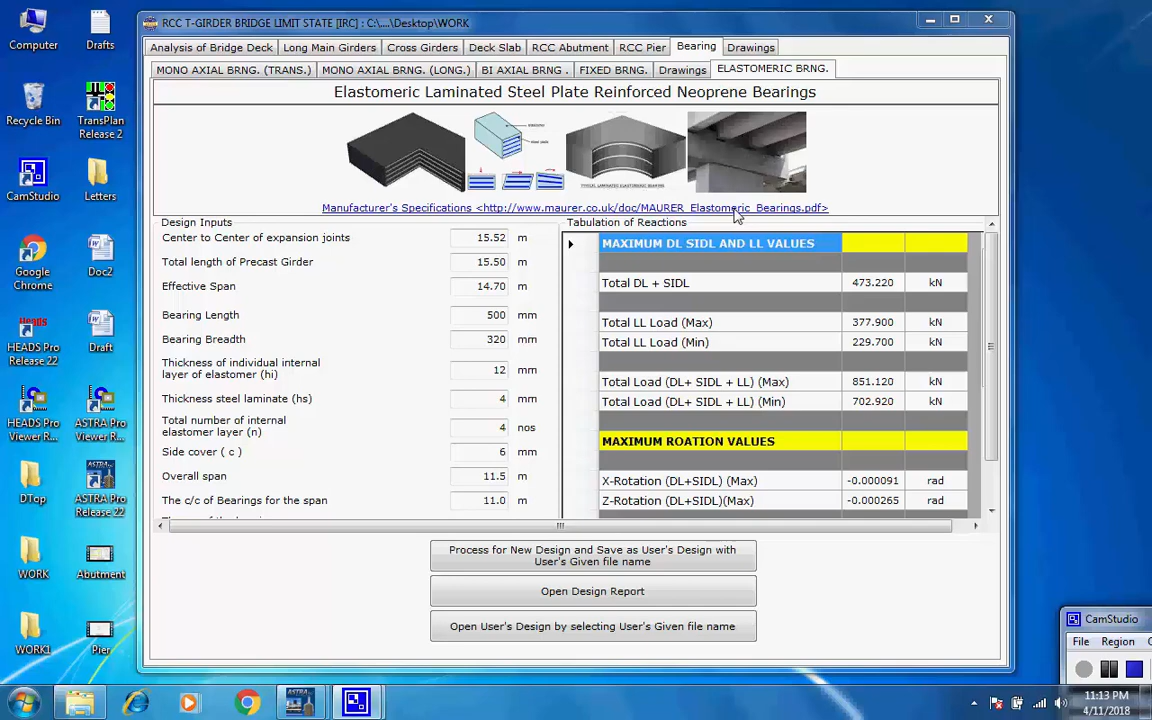 RCC T-GIRDER BRIDGE LIMIT STATE [IRC] : C:\....\Desktop\WORK
Computer
Drafts
Recycle Bin
TransPlan Release 2
CamStudio
Letters
Google Chrome
Doc2
HEADS Pro Release 22
Draft
HEADS Pro Viewer R...
ASTRA Pro Viewer R...
DTop
ASTRA Pro Release 22
WORK
Abutment
WORK1
Pier
Analysis of Bridge Deck
Long Main Girders
Cross Girders
Deck Slab
RCC Abutment
RCC Pier
Bearing
Drawings
MONO AXIAL BRNG. (TRANS.)
MONO AXIAL BRNG. (LONG.)
BI AXIAL BRNG .
FIXED BRNG.
Drawings
ELASTOMERIC BRNG.
Elastomeric Laminated Steel Plate Reinforced Neoprene Bearings
Manufacturer's Specifications <http://www.maurer.co.uk/doc/MAURER_Elastomeric_Bearings.pdf>
Design Inputs
Center to Center of expansion joints 15.52 m
Total length of Precast Girder 15.50 m
Effective Span 14.70 m
Bearing Length 500 mm
Bearing Breadth 320 mm
Thickness of individual internal
layer of elastomer (hi) 12 mm
Thickness steel laminate (hs) 4 mm
Total number of internal
elastomer layer (n) 4 nos
Side cover ( c ) 6 mm
Overall span 11.5 m
The c/c of Bearings for the span 11.0 m
Tabulation of Reactions
MAXIMUM DL SIDL AND LL VALUES
Total DL + SIDL 473.220 kN
Total LL Load (Max) 377.900 kN
Total LL Load (Min) 229.700 kN
Total Load (DL+ SIDL + LL) (Max) 851.120 kN
Total Load (DL+ SIDL + LL) (Min) 702.920 kN
MAXIMUM ROATION VALUES
X-Rotation (DL+SIDL) (Max) -0.000091 rad
Z-Rotation (DL+SIDL)(Max) -0.000265 rad
Process for New Design and Save as User's Design with
User's Given file name
Open Design Report
Open User's Design by selecting User's Given file name
CamStudio
File Region
11:13 PM
4/11/2018